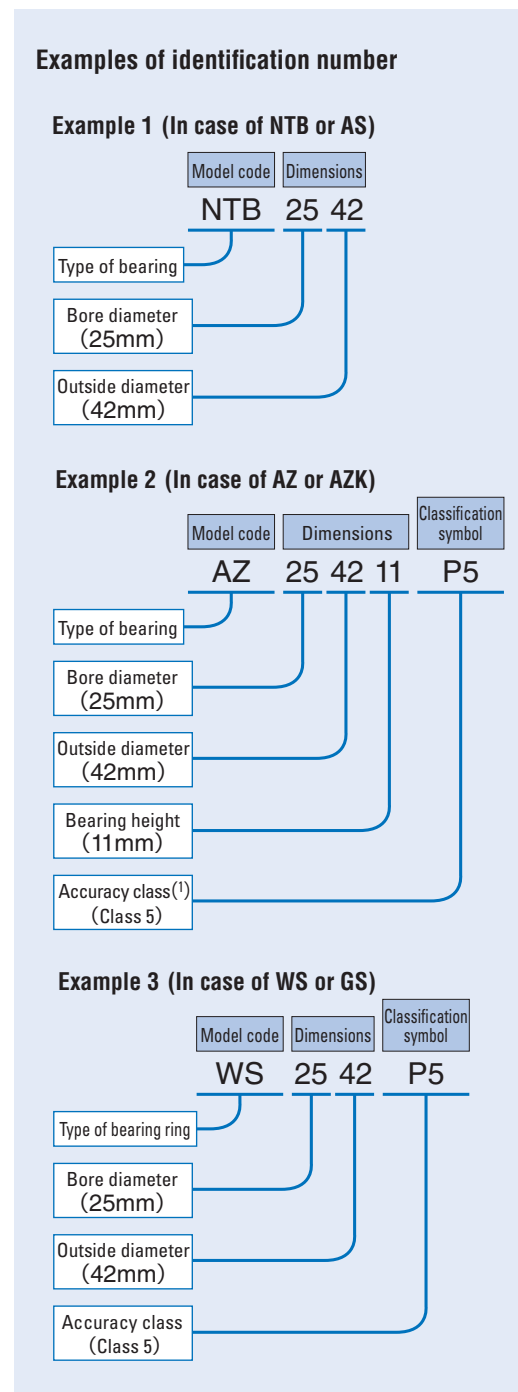 Examples of identification number
Example 1 (In case of NTB or AS)
Model code Dimensions
NTB 25 42
Type of bearing
Bore diameter
(25mm)
Outside diameter
(42mm)
Example 2 (In case of AZ or AZK)
Model code Dimensions Classification
symbol
AZ 25 42 11 P5
Type of bearing
Bore diameter
(25mm)
Outside diameter
(42mm)
Bearing height
(11mm)
Accuracy class(1)
(Class 5)
Example 3 (In case of WS or GS)
Model code Dimensions Classification
symbol
WS 25 42 P5
Type of bearing ring
Bore diameter
(25mm)
Outside diameter
(42mm)
Accuracy class
(Class 5)